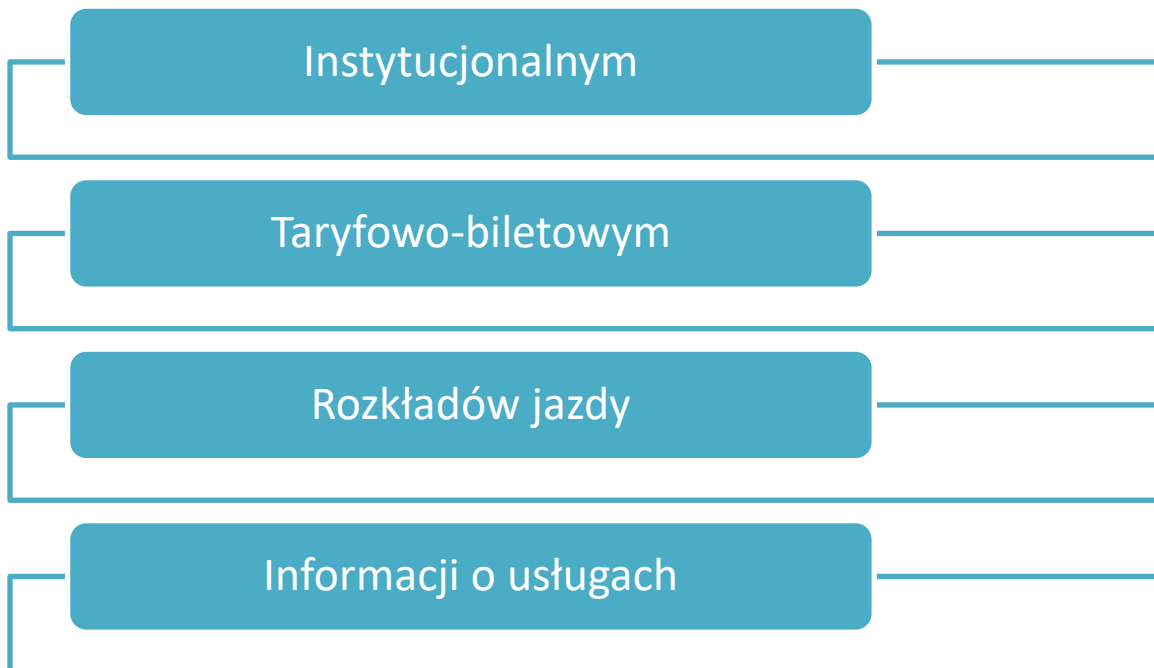 Instytucjonalnym
Taryfowo-biletowym
Rozkładów jazdy
Informacji o usługach